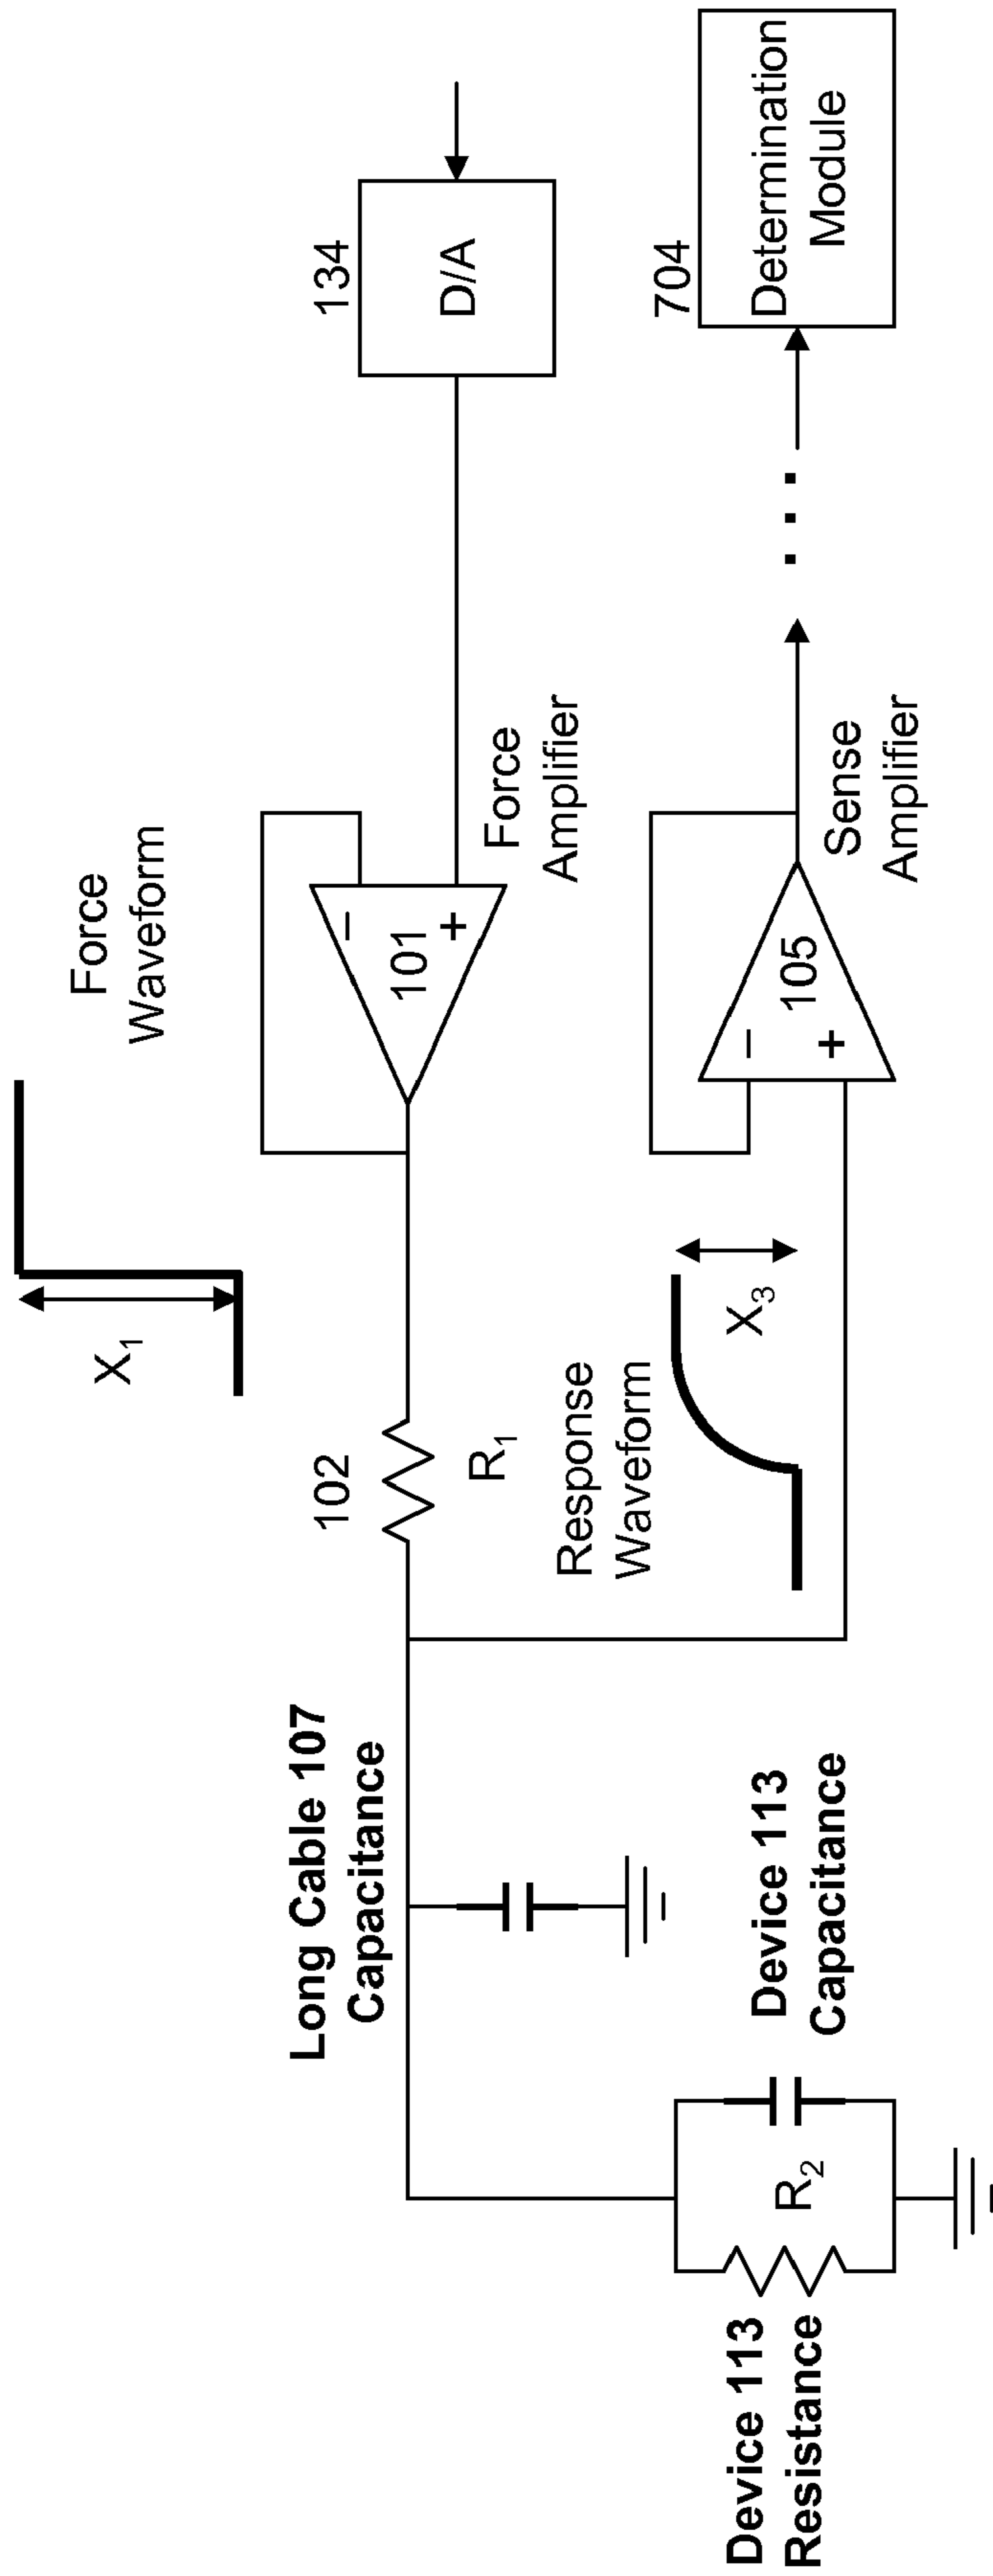 Force
Waveform
X1
134
D/A
Long Cable 107
Capacitance
102
R1
−
101
+
Force
Amplifier
Response
Waveform
X3
704
Determination
Module
−
105
+
Sense
Amplifier
Device 113
Resistance
R2
Device 113
Capacitance